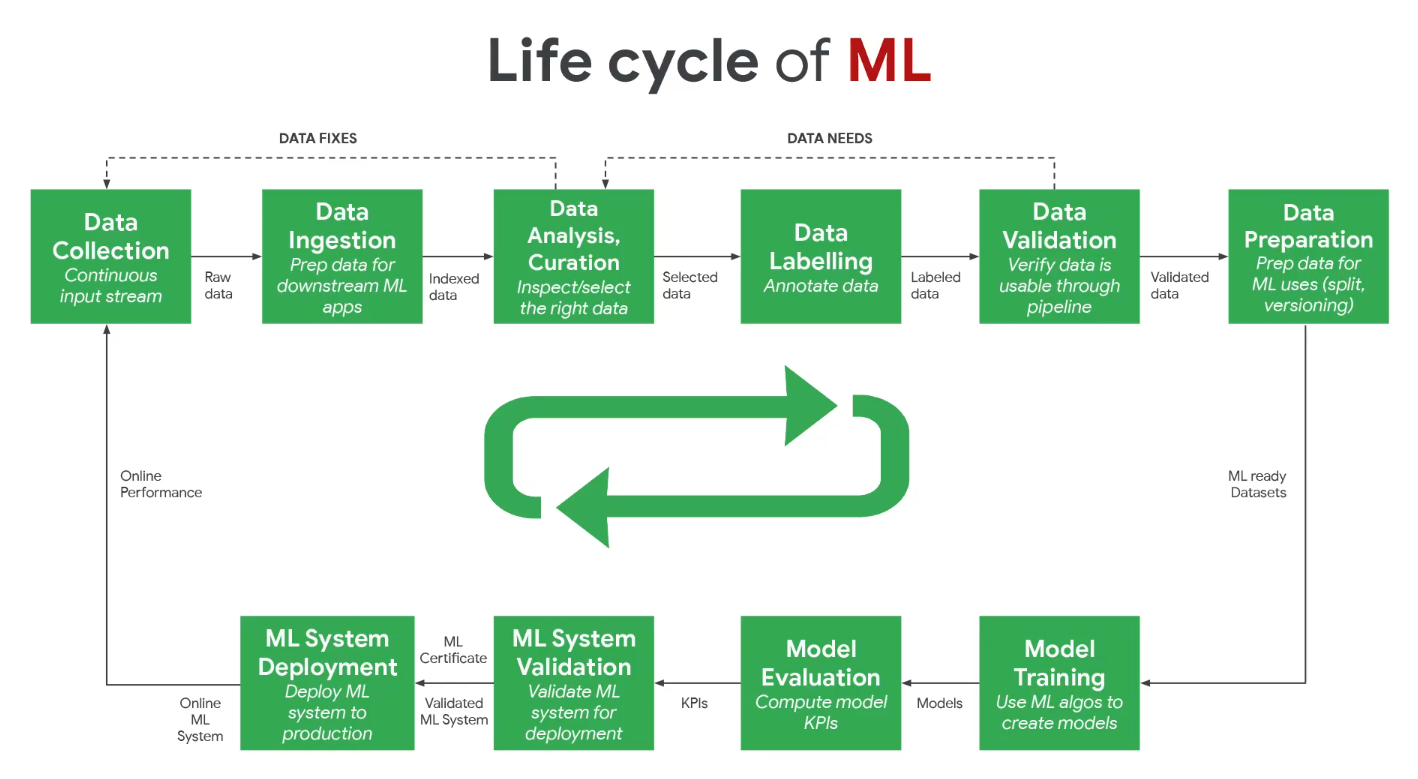 Life cycle of ML
DATA FIXES
DATA NEEDS
Data
Collection
Continuous
input stream
Raw
data
Data
Ingestion
Prep data for
downstream ML
apps
Indexed
data
Data
Analysis,
Curation
Inspect/select
the right data
Selected
data
Data
Labelling
Annotate data
Labeled
data
Data
Validation
Verify data is
usable through
pipeline
Validated
data
Data
Preparation
Prep data for
ML uses (split,
versioning)
Online
Performance
ML ready
Datasets
Online
ML
System
ML System
Deployment
Deploy ML
system to
production
ML
Certificate
Validated
ML System
ML System
Validation
Validate ML
system for
deployment
KPIs
Model
Evaluation
Compute model
KPIs
Models
Model
Training
Use ML algos to
create models